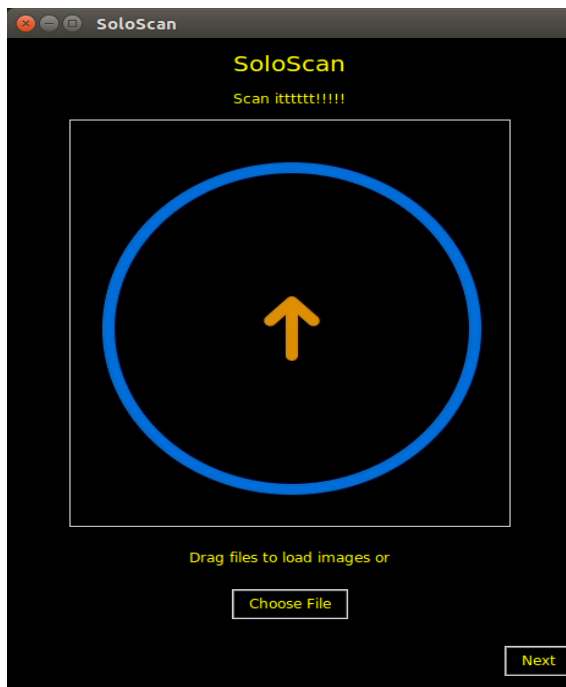 SoloScan
SoloScan
Scan itttttt!!!!!
Drag files to load images or
Choose File
Next